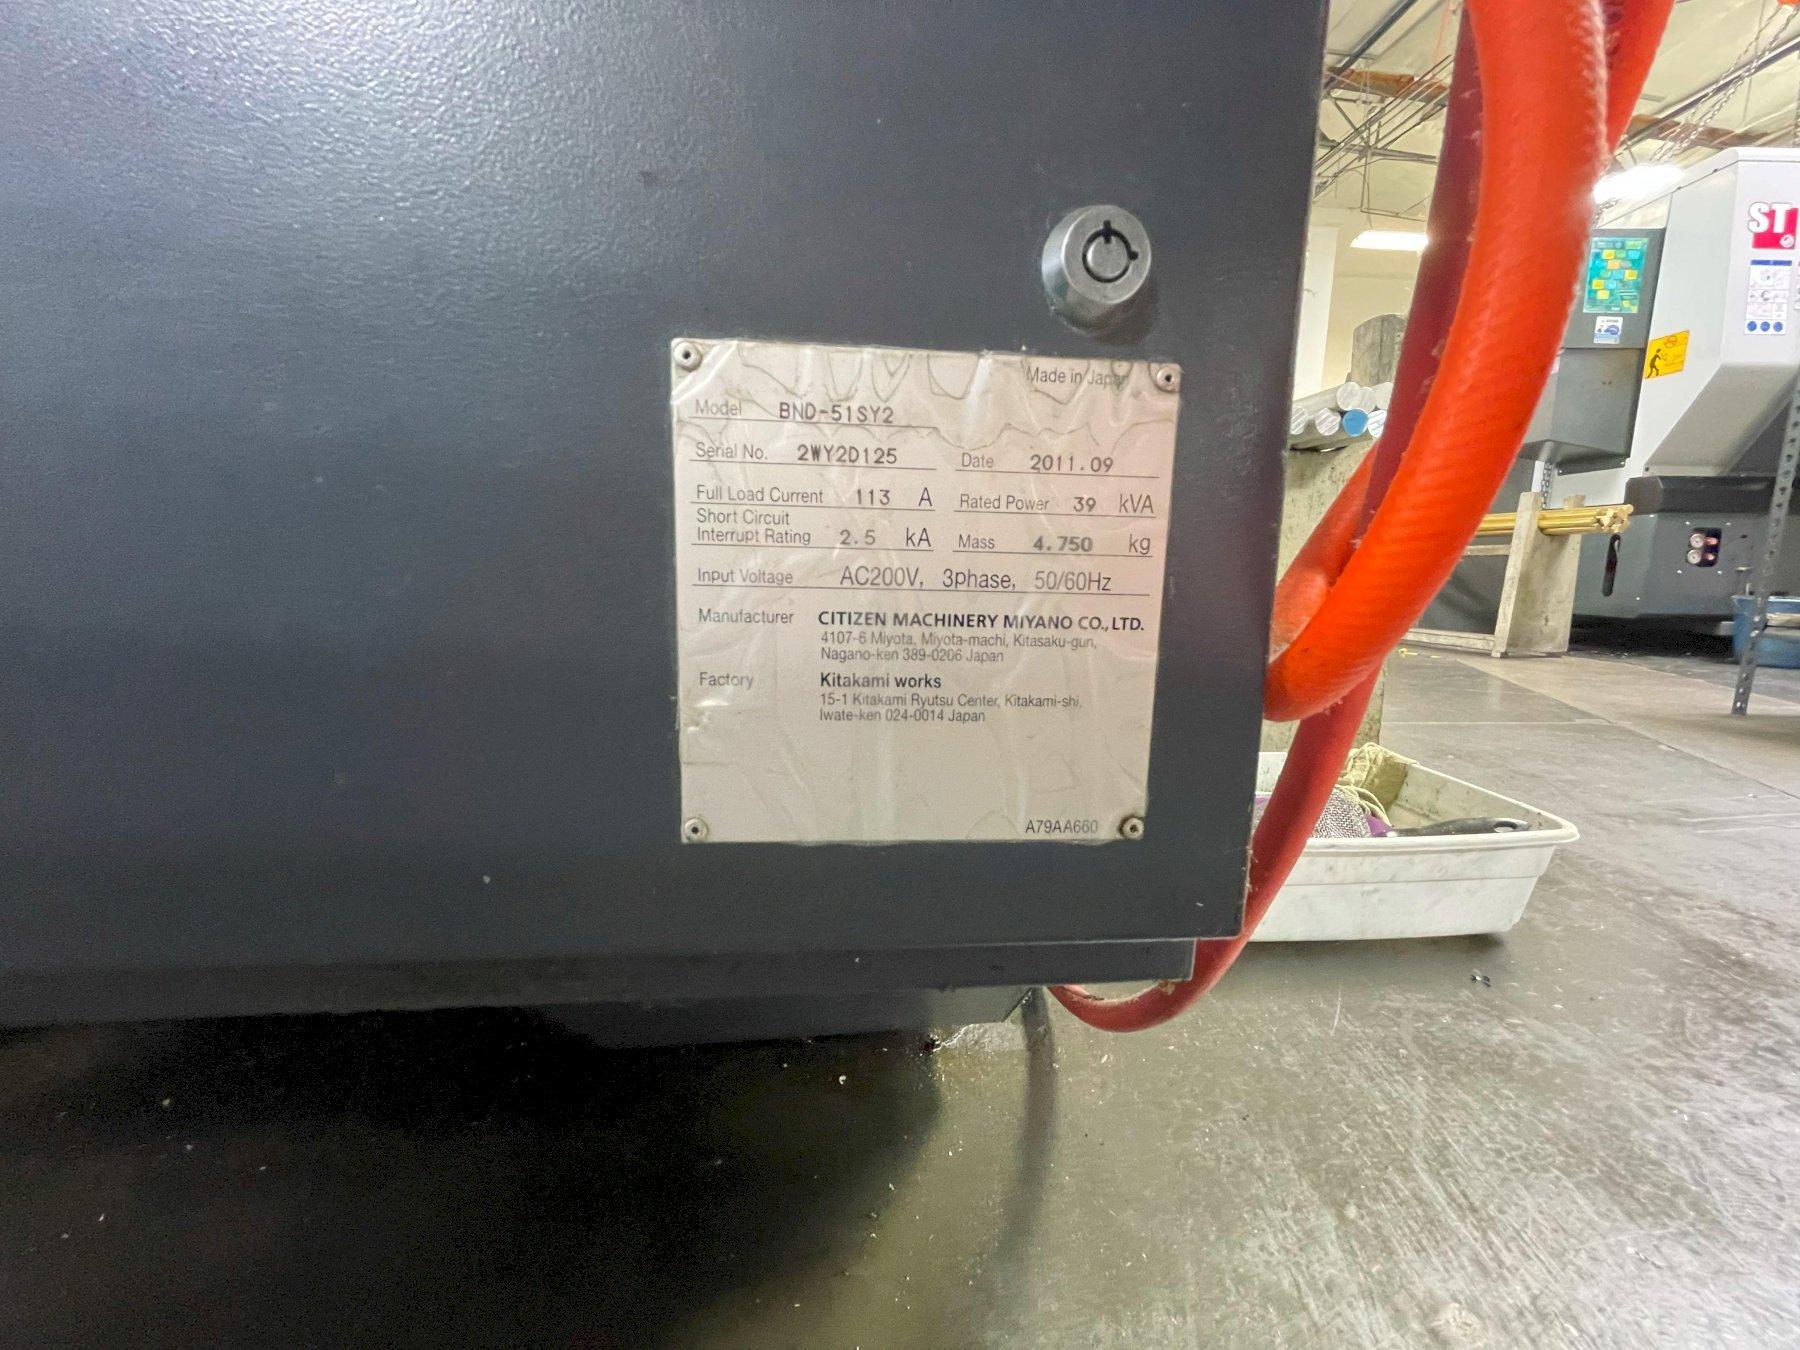 Made in Japan
Model BND-51SY2
Serial No. 2WY2D125 Date 2011.09
Full Load Current 113 A Rated Power 39 kVA
Short Circuit
Interrupt Rating 2.5 kA Mass 4.750 kg
Input Voltage AC200V, 3phase, 50/60Hz
Manufacturer CITIZEN MACHINERY MIYANO CO., LTD.
4107-6 Miyota, Miyota-machi, Kitasaku-gun,
Nagano-ken 389-0206 Japan
Factory Kitakami works
15-1 Kitakami Ryutsu Center, Kitakami-shi,
Iwate-ken 024-0014 Japan
A79AA660
ST